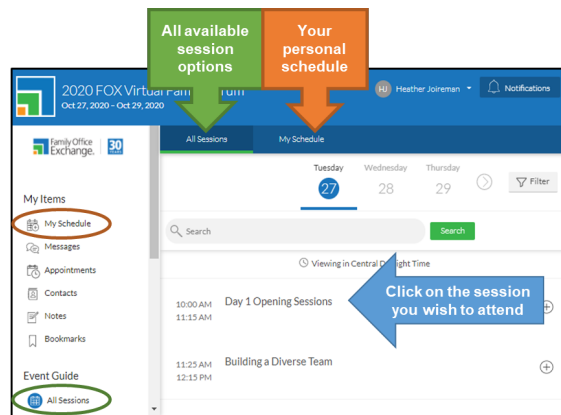 All available
session
options
Your
personal
schedule
2020 FOX Virtual Fam
rum
Oct 27, 2020 - Oct 29, 2020
HJ Heather Joireman
Notifications
Family Office
Exchange.
30
All Sessions
My Schedule
Tuesday Wednesday Thursday
27 28 29
Filter
My Items
My Schedule
Search
Search
Messages
Viewing in Central D
ight Time
Appointments
Contacts
Notes
Bookmarks
10:00 AM
11:15 AM
Day 1 Opening Sessions
Click on the session
you wish to attend
11:25 AM
12:15 PM
Building a Diverse Team
Event Guide
All Sessions